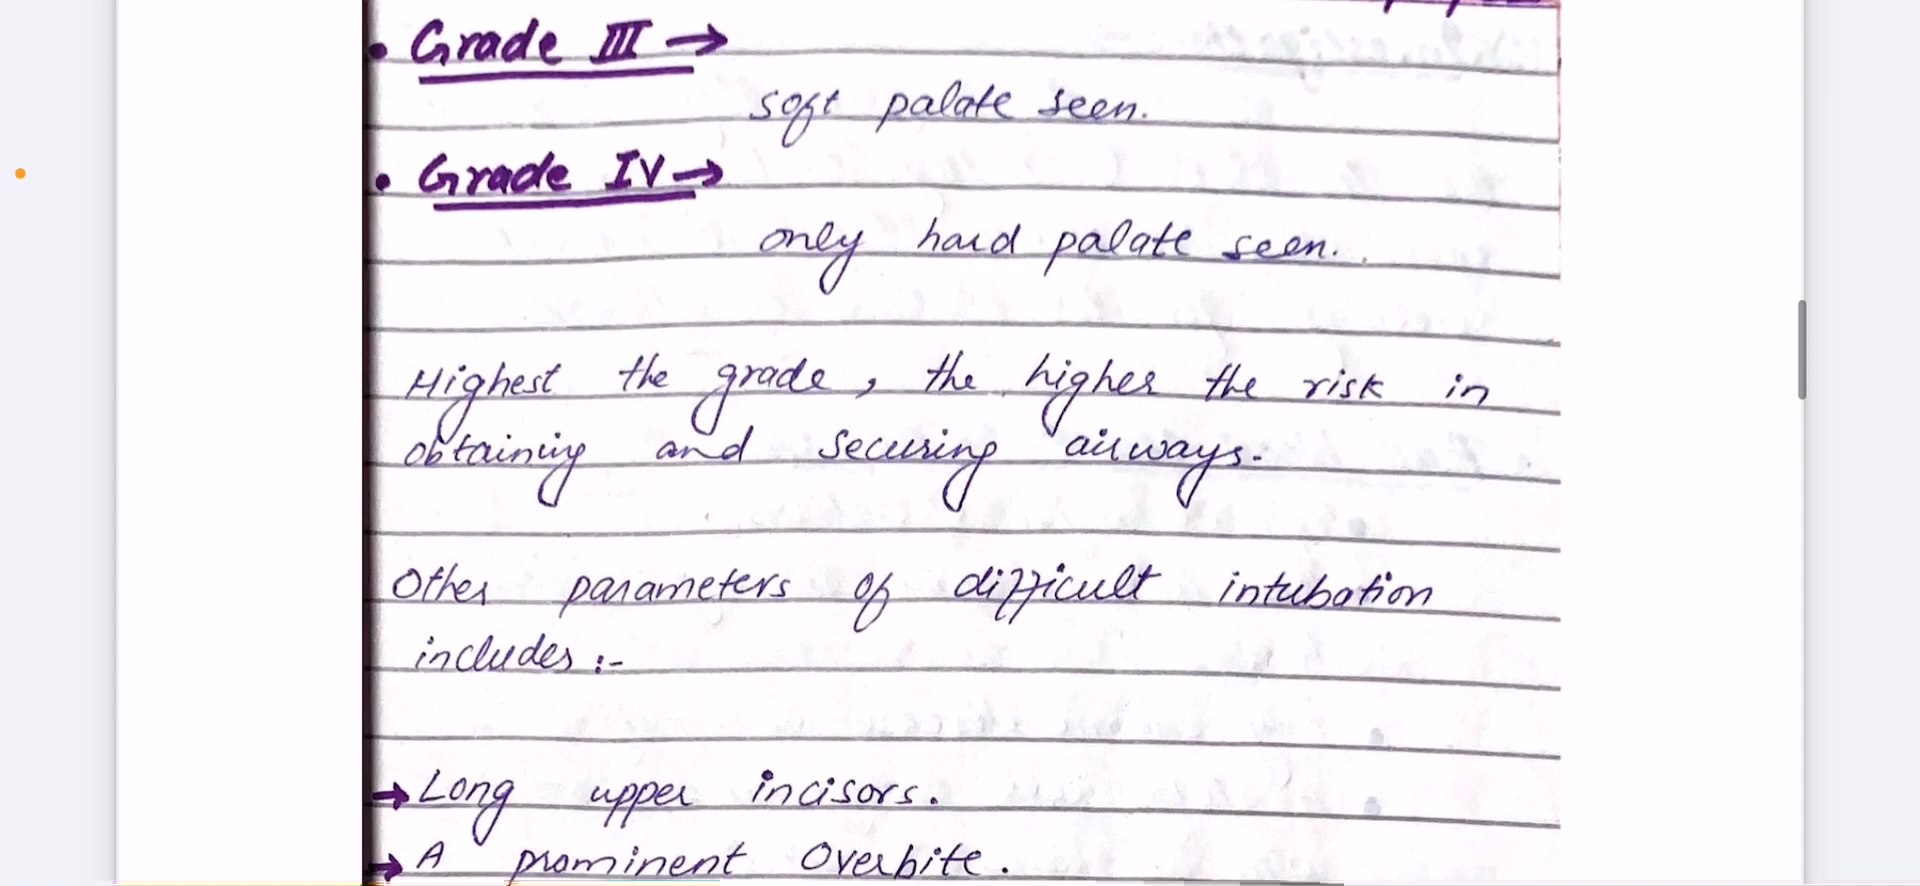 • Grade III →
soft palate seen.
• Grade IV →
only hard palate seen.
Highest the grade, the higher the risk in
obtaining and securing airways.
Other parameters of difficult intubation
includes :-
→ Long upper incisors.
→ A prominent Overbite.